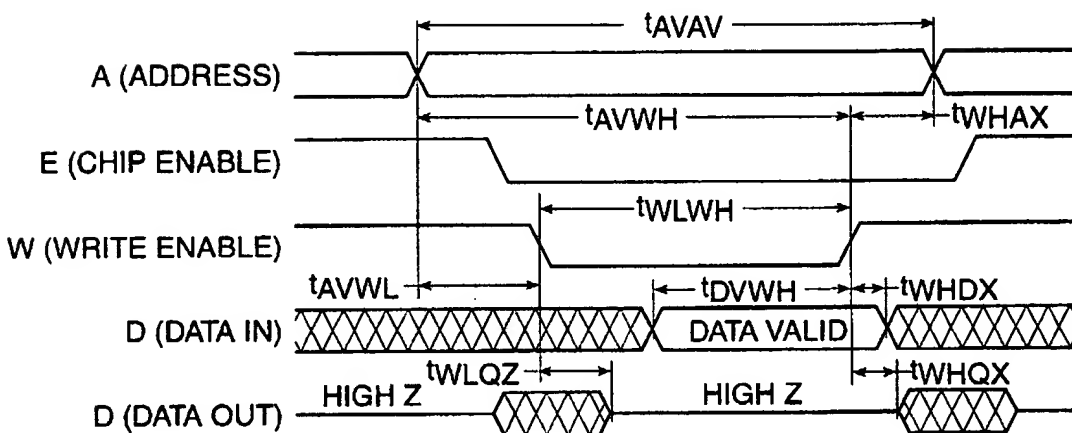 tAVAV
A (ADDRESS)
tAVWH
tWHAX
E (CHIP ENABLE)
tWLWH
W (WRITE ENABLE)
tAVWL
tDVWH
tWHDX
D (DATA IN)
DATA VALID
tWLQZ
tWHQX
HIGH Z
HIGH Z
D (DATA OUT)